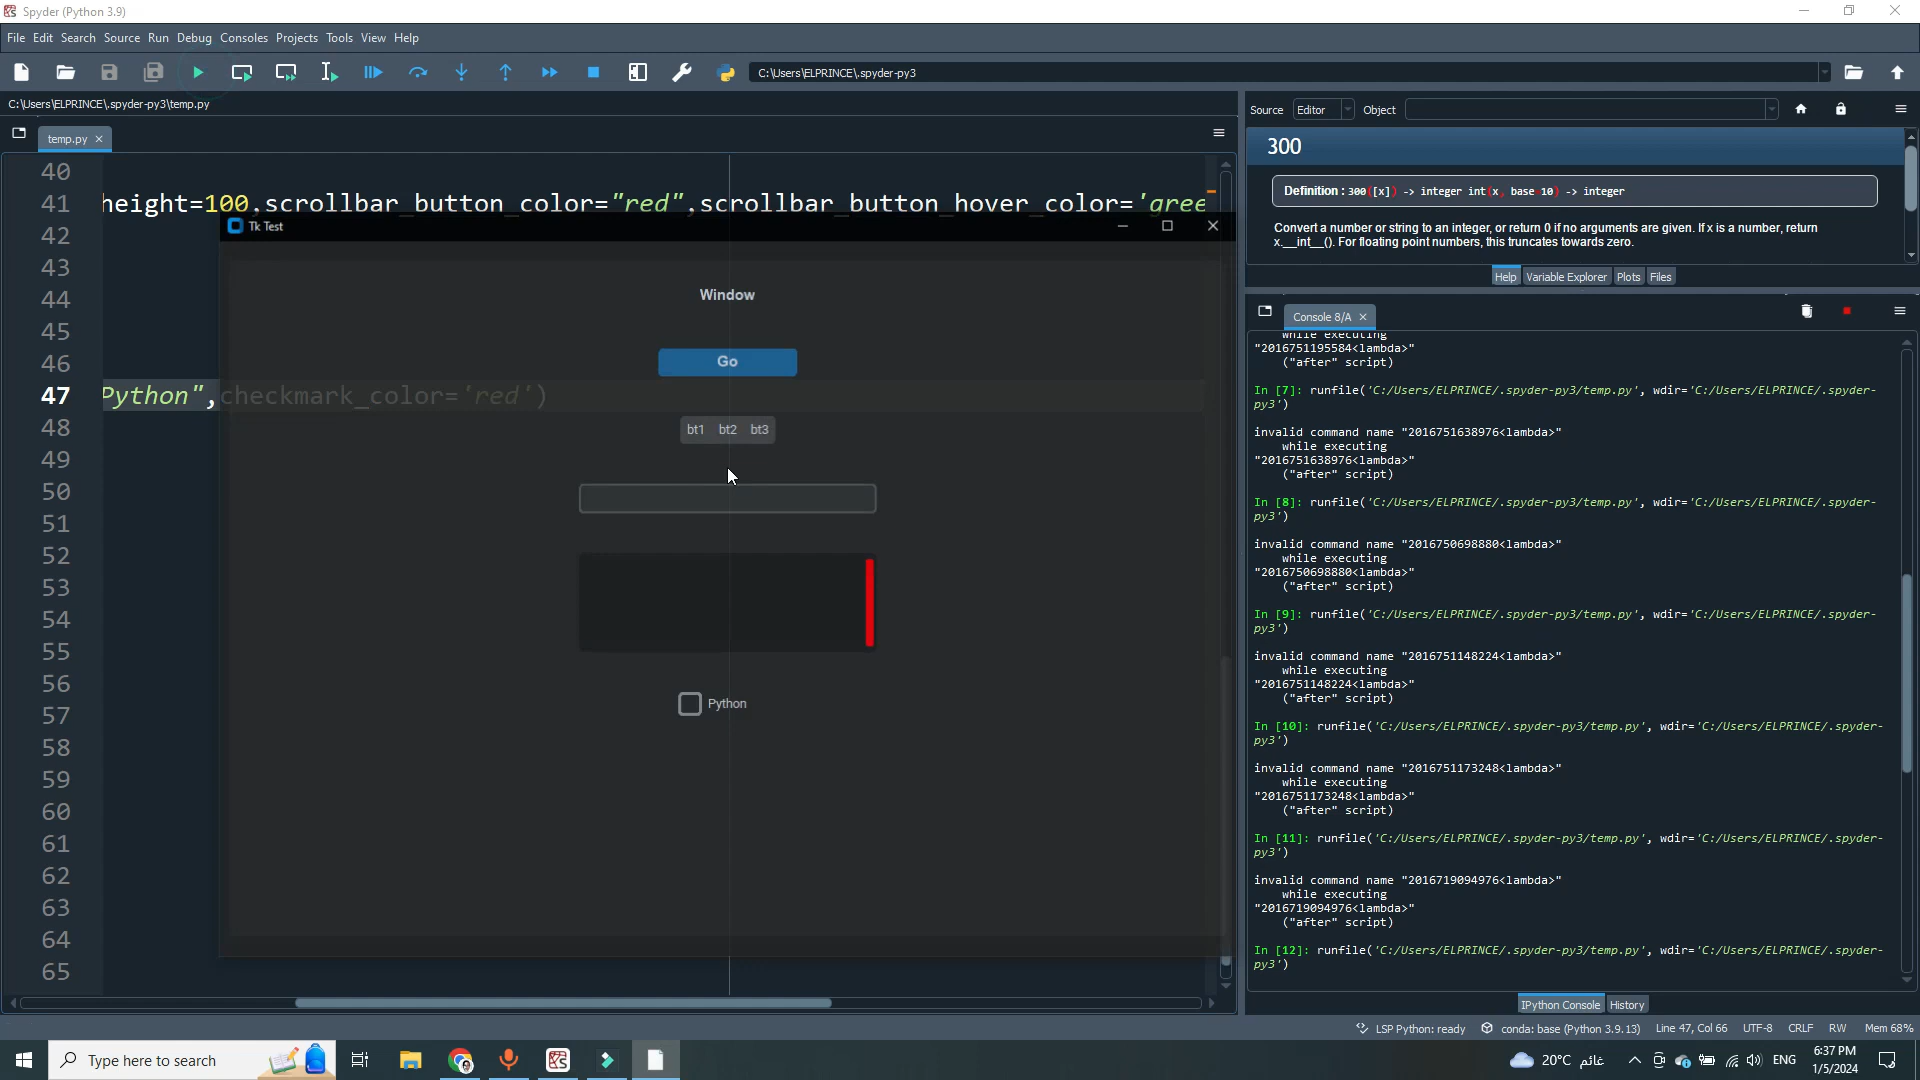 Spyder (Python 3.9)
File Edit Search Source Run Debug Consoles Projects Tools View Help
C:\Users\ELPRINCE\.spyder-py3
C:\Users\ELPRINCE\.spyder-py3\temp.py
temp.py
40
41 height=100,scrollbar_button_color="red",scrollbar_button_hover_color='gree
42
43
44
45
46
47 Python",checkmark_color='red')
48
49
50
51
52
53
54
55
56
57
58
59
60
61
62
63
64
65
Tk Test
Window
Go
bt1 bt2 bt3
Python
Source Editor Object
300
Definition : 300([x]) -> integer int(x, base=10) -> integer
Convert a number or string to an integer, or return 0 if no arguments are given. If x is a number, return
x.__int__(). For floating point numbers, this truncates towards zero.
Help Variable Explorer Plots Files
Console 8/A
while executing
"2016751195584<lambda>"
("after" script)
In [7]: runfile('C:/Users/ELPRINCE/.spyder-py3/temp.py', wdir='C:/Users/ELPRINCE/.spyder-
py3')
invalid command name "2016751638976<lambda>"
while executing
"2016751638976<lambda>"
("after" script)
In [8]: runfile('C:/Users/ELPRINCE/.spyder-py3/temp.py', wdir='C:/Users/ELPRINCE/.spyder-
py3')
invalid command name "2016750698880<lambda>"
while executing
"2016750698880<lambda>"
("after" script)
In [9]: runfile('C:/Users/ELPRINCE/.spyder-py3/temp.py', wdir='C:/Users/ELPRINCE/.spyder-
py3')
invalid command name "2016751148224<lambda>"
while executing
"2016751148224<lambda>"
("after" script)
In [10]: runfile('C:/Users/ELPRINCE/.spyder-py3/temp.py', wdir='C:/Users/ELPRINCE/.spyder-
py3')
invalid command name "2016751173248<lambda>"
while executing
"2016751173248<lambda>"
("after" script)
In [11]: runfile('C:/Users/ELPRINCE/.spyder-py3/temp.py', wdir='C:/Users/ELPRINCE/.spyder-
py3')
invalid command name "2016719094976<lambda>"
while executing
"2016719094976<lambda>"
("after" script)
In [12]: runfile('C:/Users/ELPRINCE/.spyder-py3/temp.py', wdir='C:/Users/ELPRINCE/.spyder-
py3')
IPython Console History
LSP Python: ready conda: base (Python 3.9.13) Line 47, Col 66 UTF-8 CRLF RW Mem 68%
Type here to search
20°C غائم
ENG
6:37 PM
1/5/2024